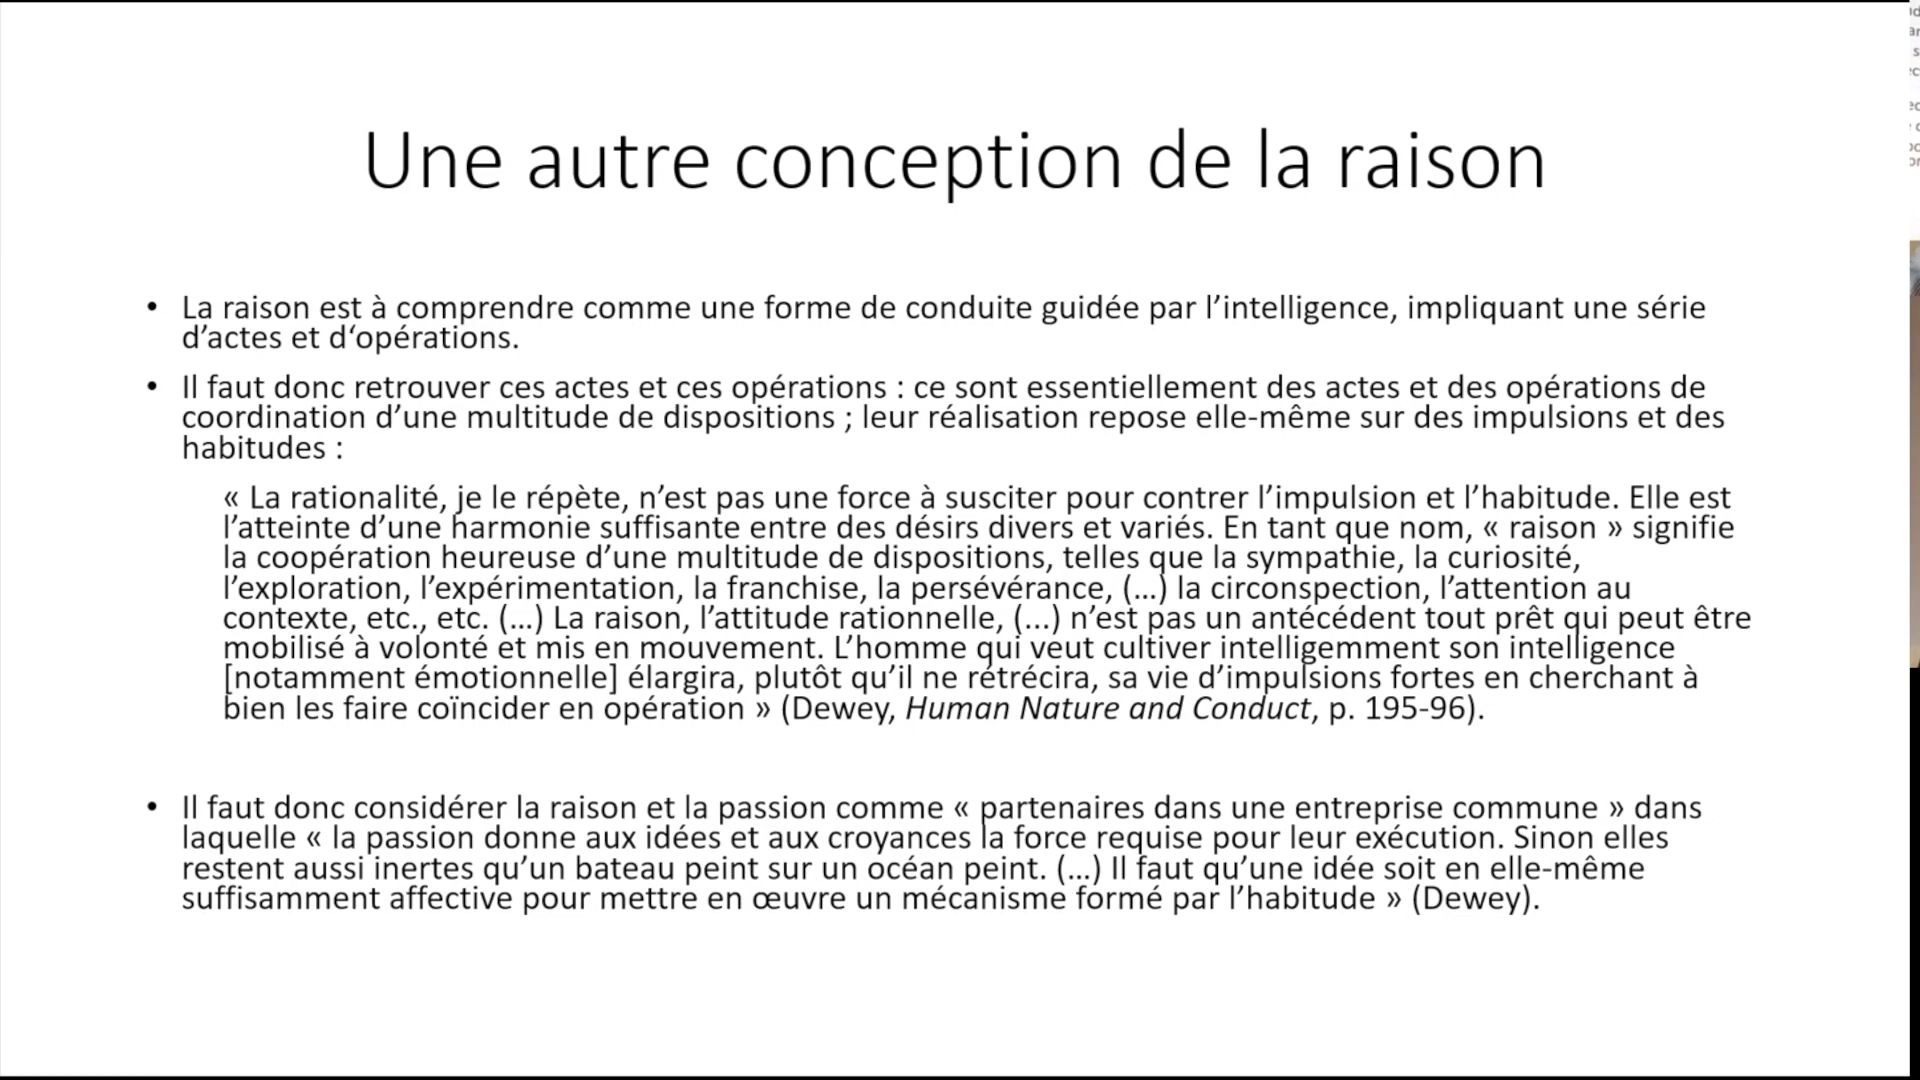 Une autre conception de la raison
• La raison est à comprendre comme une forme de conduite guidée par l’intelligence, impliquant une série
d’actes et d‘opérations.
• Il faut donc retrouver ces actes et ces opérations : ce sont essentiellement des actes et des opérations de
coordination d’une multitude de dispositions ; leur réalisation repose elle-même sur des impulsions et des
habitudes :
« La rationalité, je le répète, n’est pas une force à susciter pour contrer l’impulsion et l’habitude. Elle est
l’atteinte d’une harmonie suffisante entre des désirs divers et variés. En tant que nom, « raison » signifie
la coopération heureuse d’une multitude de dispositions, telles que la sympathie, la curiosité,
l’exploration, l’expérimentation, la franchise, la persévérance, (…) la circonspection, l’attention au
contexte, etc., etc. (…) La raison, l’attitude rationnelle, (...) n’est pas un antécédent tout prêt qui peut être
mobilisé à volonté et mis en mouvement. L’homme qui veut cultiver intelligemment son intelligence
[notamment émotionnelle] élargira, plutôt qu’il ne rétrécira, sa vie d’impulsions fortes en cherchant à
bien les faire coïncider en opération » (Dewey, Human Nature and Conduct, p. 195-96).
• Il faut donc considérer la raison et la passion comme « partenaires dans une entreprise commune » dans
laquelle « la passion donne aux idées et aux croyances la force requise pour leur exécution. Sinon elles
restent aussi inertes qu’un bateau peint sur un océan peint. (…) Il faut qu’une idée soit en elle-même
suffisamment affective pour mettre en œuvre un mécanisme formé par l’habitude » (Dewey).